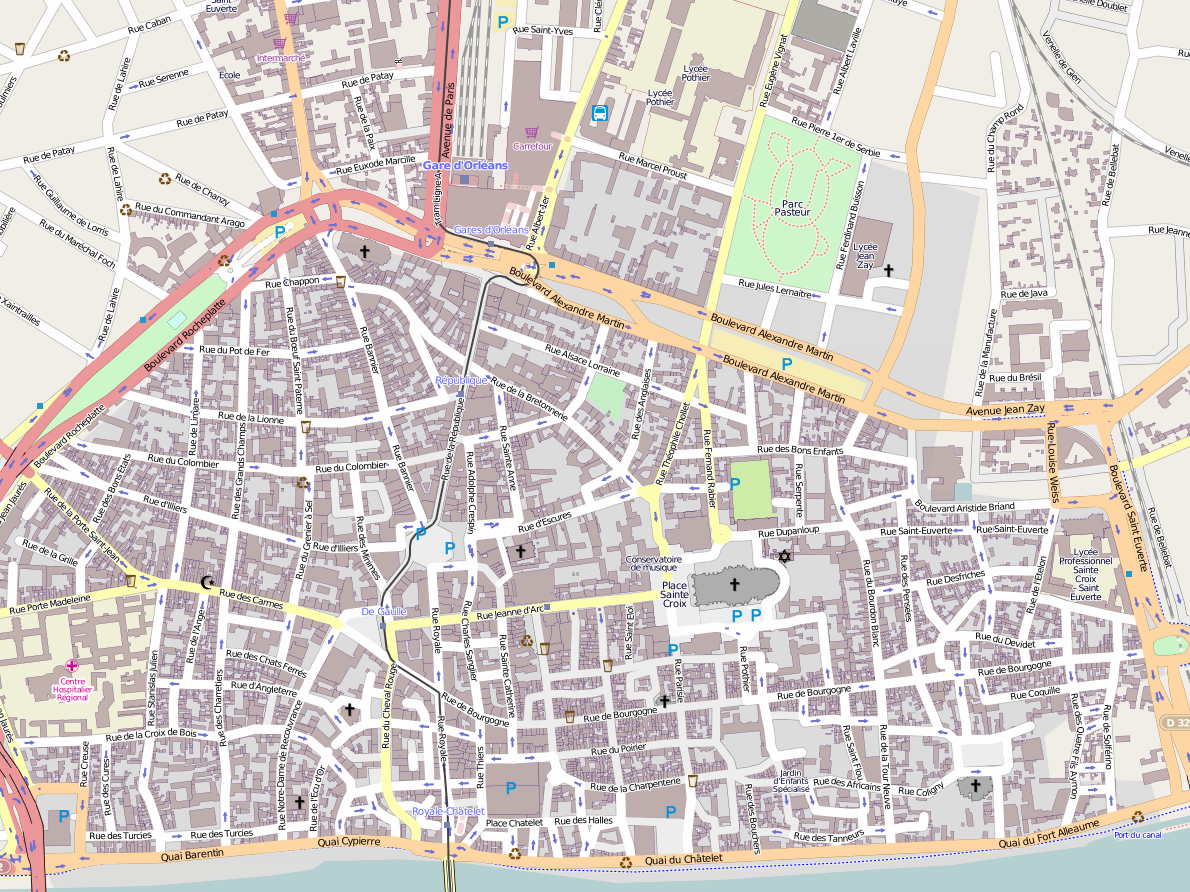 Saint
Euverte
Rue Caban
Rue Saint-Yves
Rue Clé
Avenue de Paris
Rue Eugène Vignat
Rue Albert Laville
Venelle de Gien
Intermarché
Ecole
Rue Serenne
Rue de Lahire
Rue de Patay
Rue de la Paix
Lycée
Pothier
Lycée
Pothier
Rue de Patay
Rue de Patay
Carrefour
Rue Pierre 1er de Serbie
Rue du Champ Rond
Rue de Bellebat
Rue de Lahire
Rue Euxode Marcille
Gare d'Orléans
Rue Marcel Proust
Rue de Chanzy
Rue Guillaume de Lorris
Rue du Commandant Arago
Rue du Maréchal Foch
Rue Albert-1er
Gares d'Orléans
Parc
Pasteur
Rue Ferdinand Buisson
Rue Jeanne
Lycée
Jean
Zay
Xaintrailles
Rue de Lahire
Rue Chappon
Boulevard Alexandre Martin
Rue Jules Lemaitre
Rue de Java
Boulevard Rocheplatte
Rue du Bœuf Saint Paterne
Rue Bannier
Boulevard Alexandre Martin
Rue de la Manufacture
Rue du Pot de Fer
Rue Alsace Lorraine
Boulevard Alexandre Martin
République
Rue de la Bretonnerie
Rue du Brésil
Boulevard Rocheplatte
Rue de Linfare
Rue de la Lionne
Rue des Grands Champs
Rue de la République
Rue des Anglaises
Rue Théophile Chollet
Rue Fernand Rabier
Avenue Jean Zay
Rue-Louise Weiss
Boulevard Saint Euverte
Rue du Colombier
Rue du Colombier
Rue Bannier
Rue Adolphe Crespin
Rue Sainte Anne
Rue des Bons Enfants
Rue Serpente
Rue des Bons États
Jean Jaurès
Rue de la Porte Saint-Jean
Rue d'Illiers
Rue du Grenier à Sel
Rue des Minimes
Rue d'Illiers
Rue d'Escures
Rue Dupanloup
Boulevard Aristide Briand
Rue Saint-Euverte
Rue Saint-Euverte
Rue de Bellebat
Rue de la Grille
Conservatoire
de musique
Lycée
Professionnel
Sainte
Croix
Saint
Euverte
Place
Sainte
Croix
Rue du Bourdon Blanc
Rue des Pensées
Rue Desfriches
Rue de l'Etelon
Rue Porte Madeleine
Rue des Carmes
De Gaulle
Rue Jeanne d'Arc
Rue de l'Ange
Rue Royale
Rue Charles Sanglier
Rue Sainte Catherine
Rue Saint Eloi
Rue du Devidet
Rue de Bourgogne
Centre
Hospitalier
Régional
Rue Stanislas Julien
Rue des Chats Ferrés
Rue d'Angleterre
Rue des Charretiers
Rue du Cheval Rouge
Rue Parisie
Rue Pothier
Rue de Bourgogne
Rue Coquille
Rue de Bourgogne
Rue de Bourgogne
D 32
Rue de la Croix de Bois
Rue Notre-Dame de Recouvrance
Rue Royale
Rue du Poirier
Rue Saint Flou
Rue de la Tour Neuve
Rue des Quatre Fils Aymon
Rue de Solférino
Rue Creuse
Rue des Cures
Rue de l'Écu d'Or
Rue Thiers
Rue de la Charpenterie
Jardin
d'Enfants
Spécialisé
Rue des Africains
Rue Coligny
Royale-Châtelet
Place Chatelet
Rue des Halles
Rue des Bouchers
Rue des Tanneurs
Rue des Turcies
Rue des Turcies
Quai Barentin
Quai Cypierre
Quai du Châtelet
Quai du Fort Alleaume
Port du canal